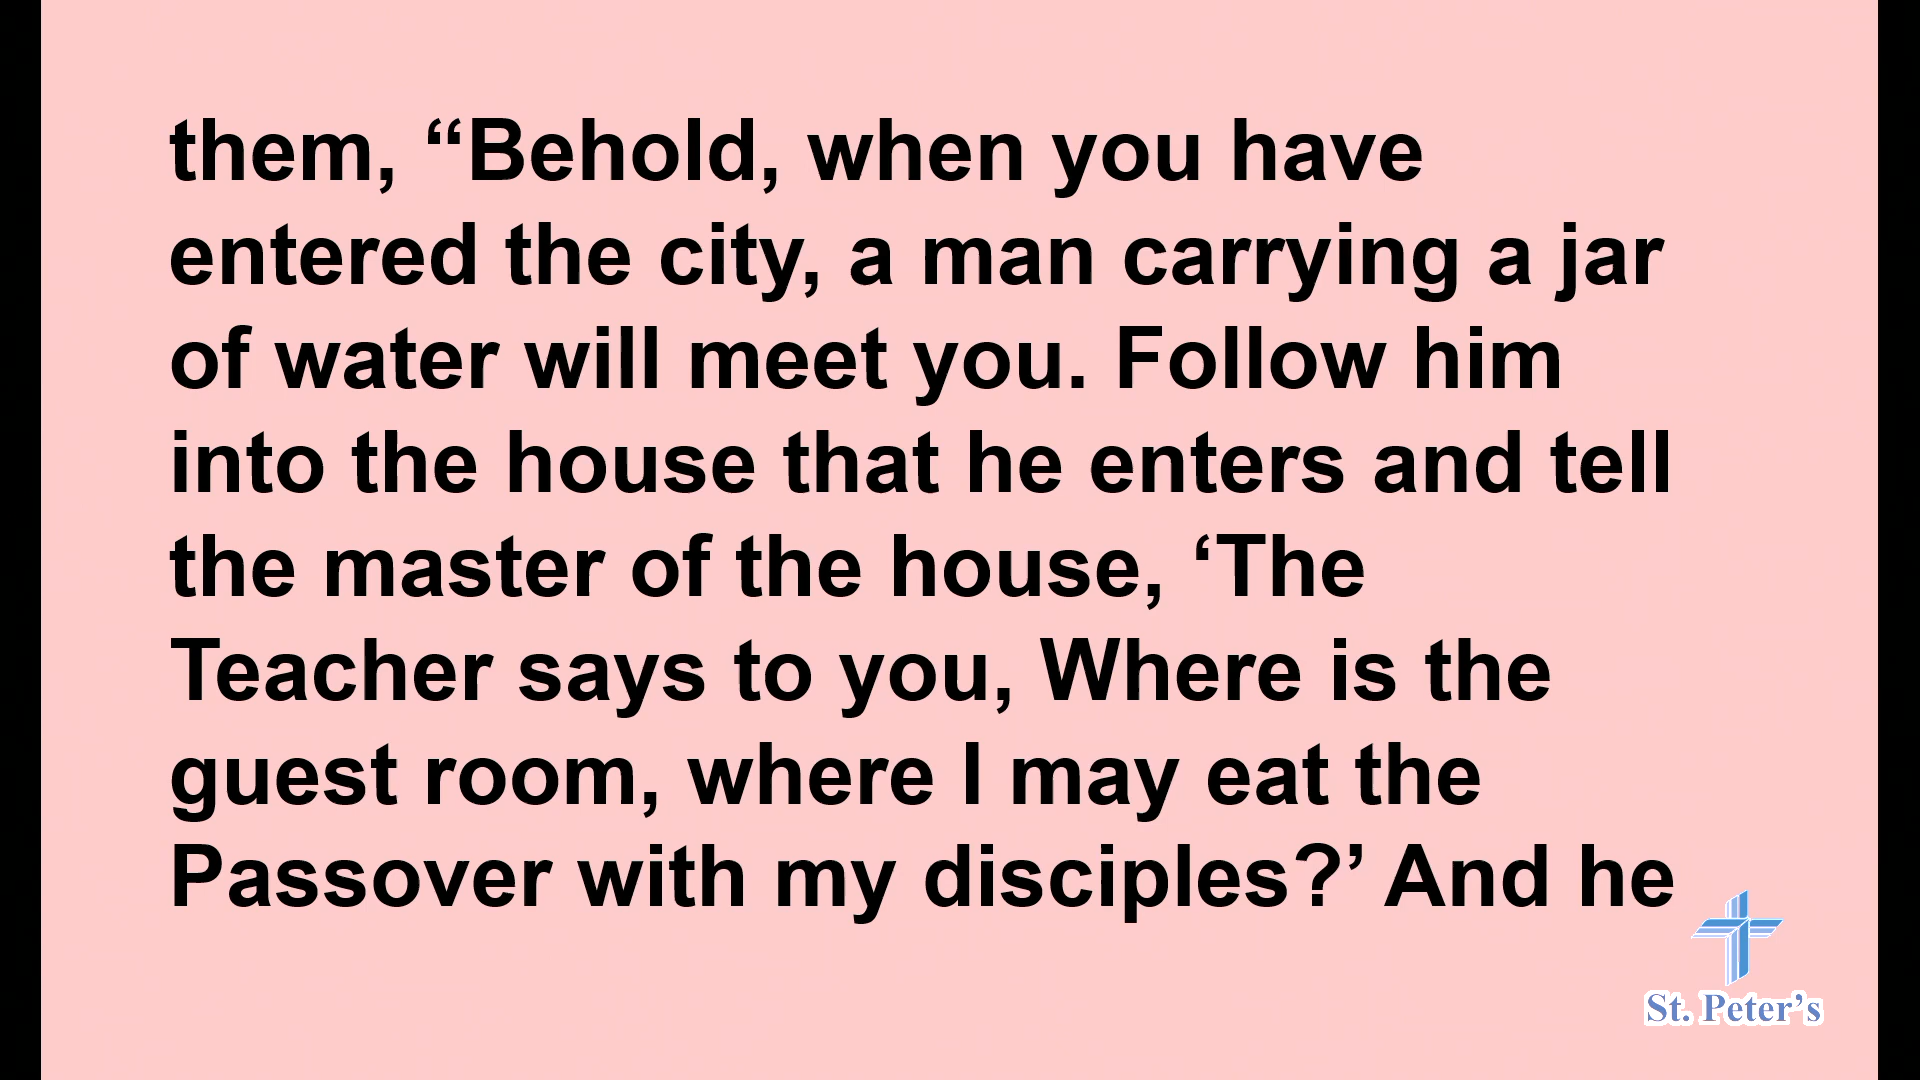 them, “Behold, when you have
entered the city, a man carrying a jar
of water will meet you. Follow him
into the house that he enters and tell
the master of the house, ‘The
Teacher says to you, Where is the
guest room, where I may eat the
Passover with my disciples?’ And he
St. Peter’s